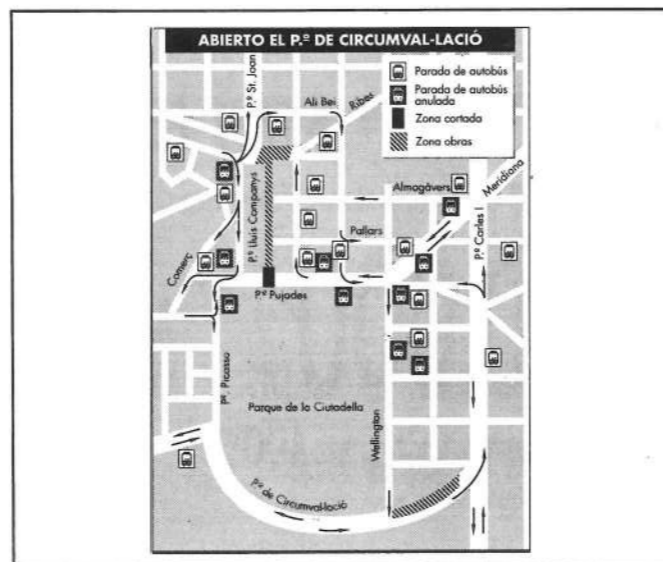 ABIERTO EL P.º DE CIRCUMVAL-LACIÓ
Parada de autobús
Parada de autobús
anulada
Zona cortada
Zona obras
P.º St. Joan
Ali Bei
Ribes
Meridiana
Almogàvers
P.º Lluís Companys
Pallars
P.º Carles I
Comerç
P.º Pujades
P.º Picasso
Parque de la Ciutadella
Wellington
P.º de Circumval·lació